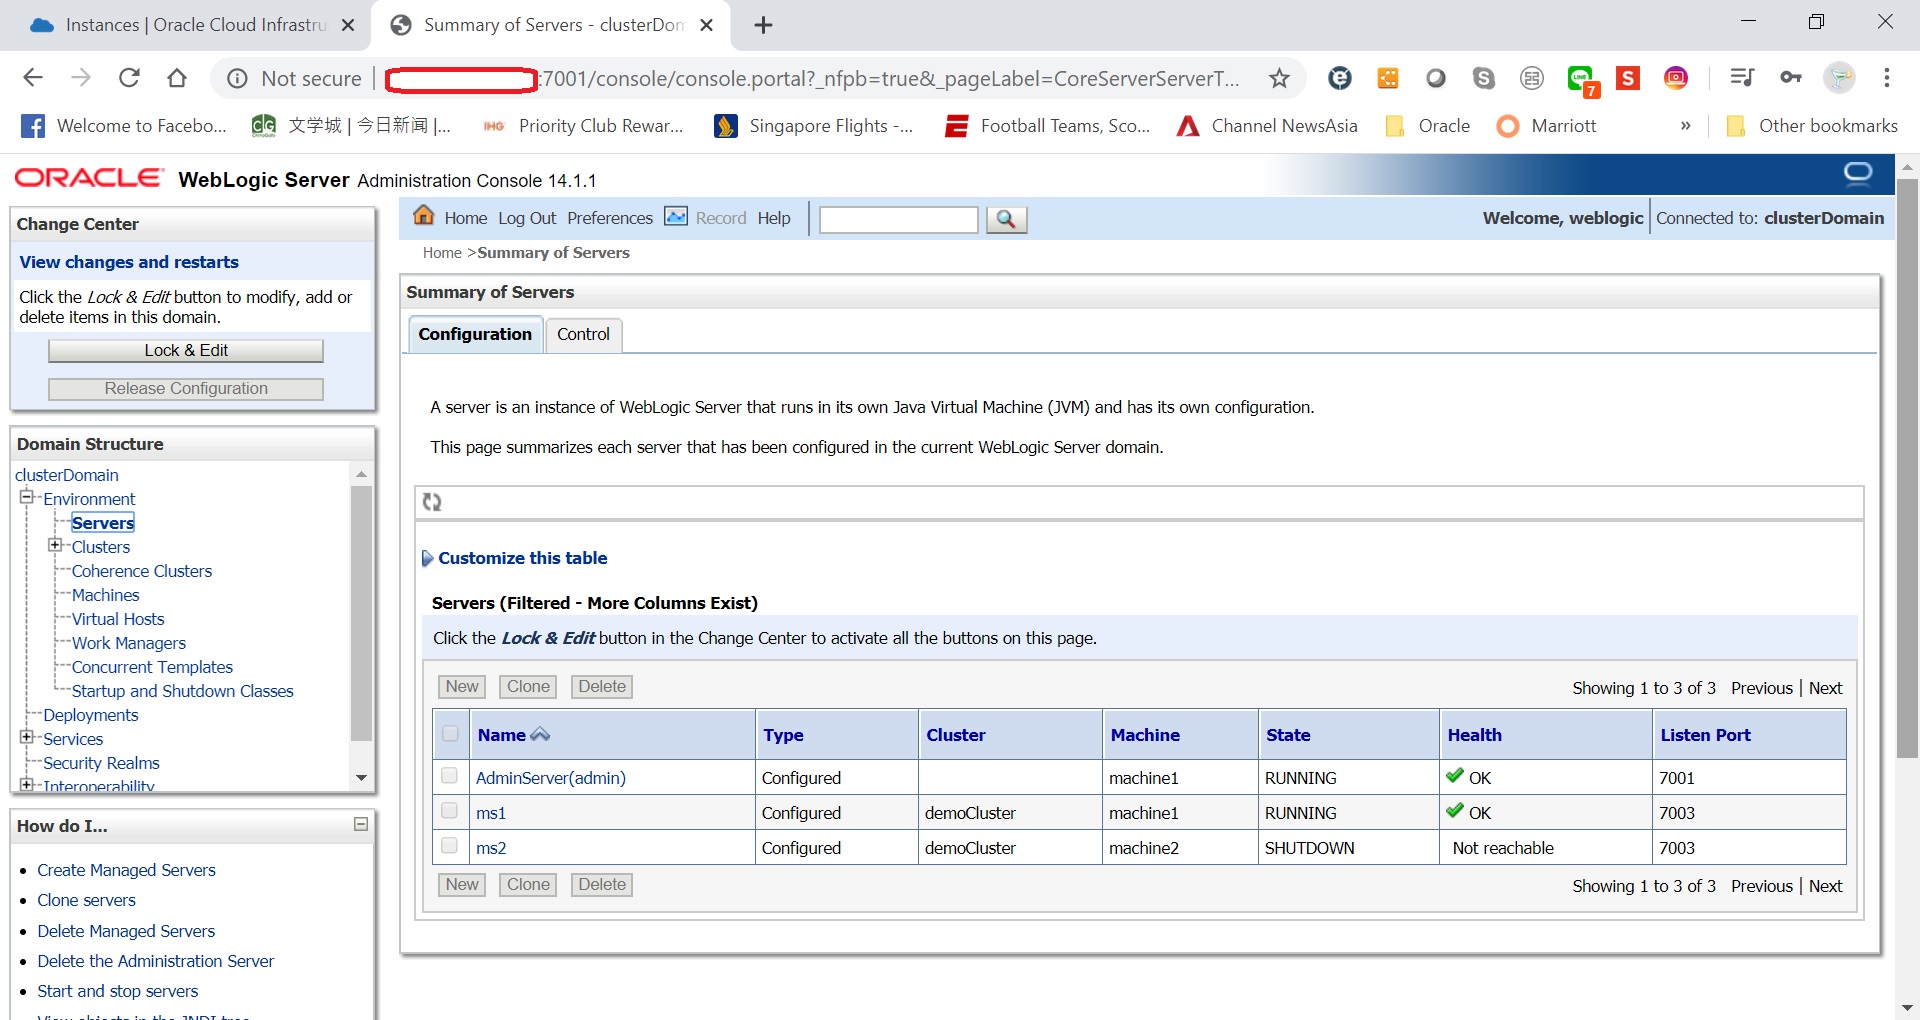 Instances | Oracle Cloud Infrastru
Summary of Servers - clusterDom
Not secure
:7001/console/console.portal?_nfpb=true&_pageLabel=CoreServerServerT...
7
Welcome to Facebo...
文学城 | 今日新闻 |...
IHG
Priority Club Rewar...
Singapore Flights -...
Football Teams, Sco...
Channel NewsAsia
Oracle
Marriott
»
Other bookmarks
ORACLE WebLogic Server Administration Console 14.1.1
Change Center
View changes and restarts
Click the Lock & Edit button to modify, add or
delete items in this domain.
Lock & Edit
Release Configuration
Domain Structure
clusterDomain
Environment
Servers
Clusters
Coherence Clusters
Machines
Virtual Hosts
Work Managers
Concurrent Templates
Startup and Shutdown Classes
Deployments
Services
Security Realms
Interoperability
How do I...
Create Managed Servers
Clone servers
Delete Managed Servers
Delete the Administration Server
Start and stop servers
View objects in the JNDI tree
Home Log Out Preferences Record Help
Welcome, weblogic Connected to: clusterDomain
Home >Summary of Servers
Summary of Servers
Configuration Control
A server is an instance of WebLogic Server that runs in its own Java Virtual Machine (JVM) and has its own configuration.
This page summarizes each server that has been configured in the current WebLogic Server domain.
Customize this table
Servers (Filtered - More Columns Exist)
Click the Lock & Edit button in the Change Center to activate all the buttons on this page.
New Clone Delete Showing 1 to 3 of 3 Previous | Next
Name Type Cluster Machine State Health Listen Port
AdminServer(admin) Configured machine1 RUNNING OK 7001
ms1 Configured demoCluster machine1 RUNNING OK 7003
ms2 Configured demoCluster machine2 SHUTDOWN Not reachable 7003
New Clone Delete Showing 1 to 3 of 3 Previous | Next